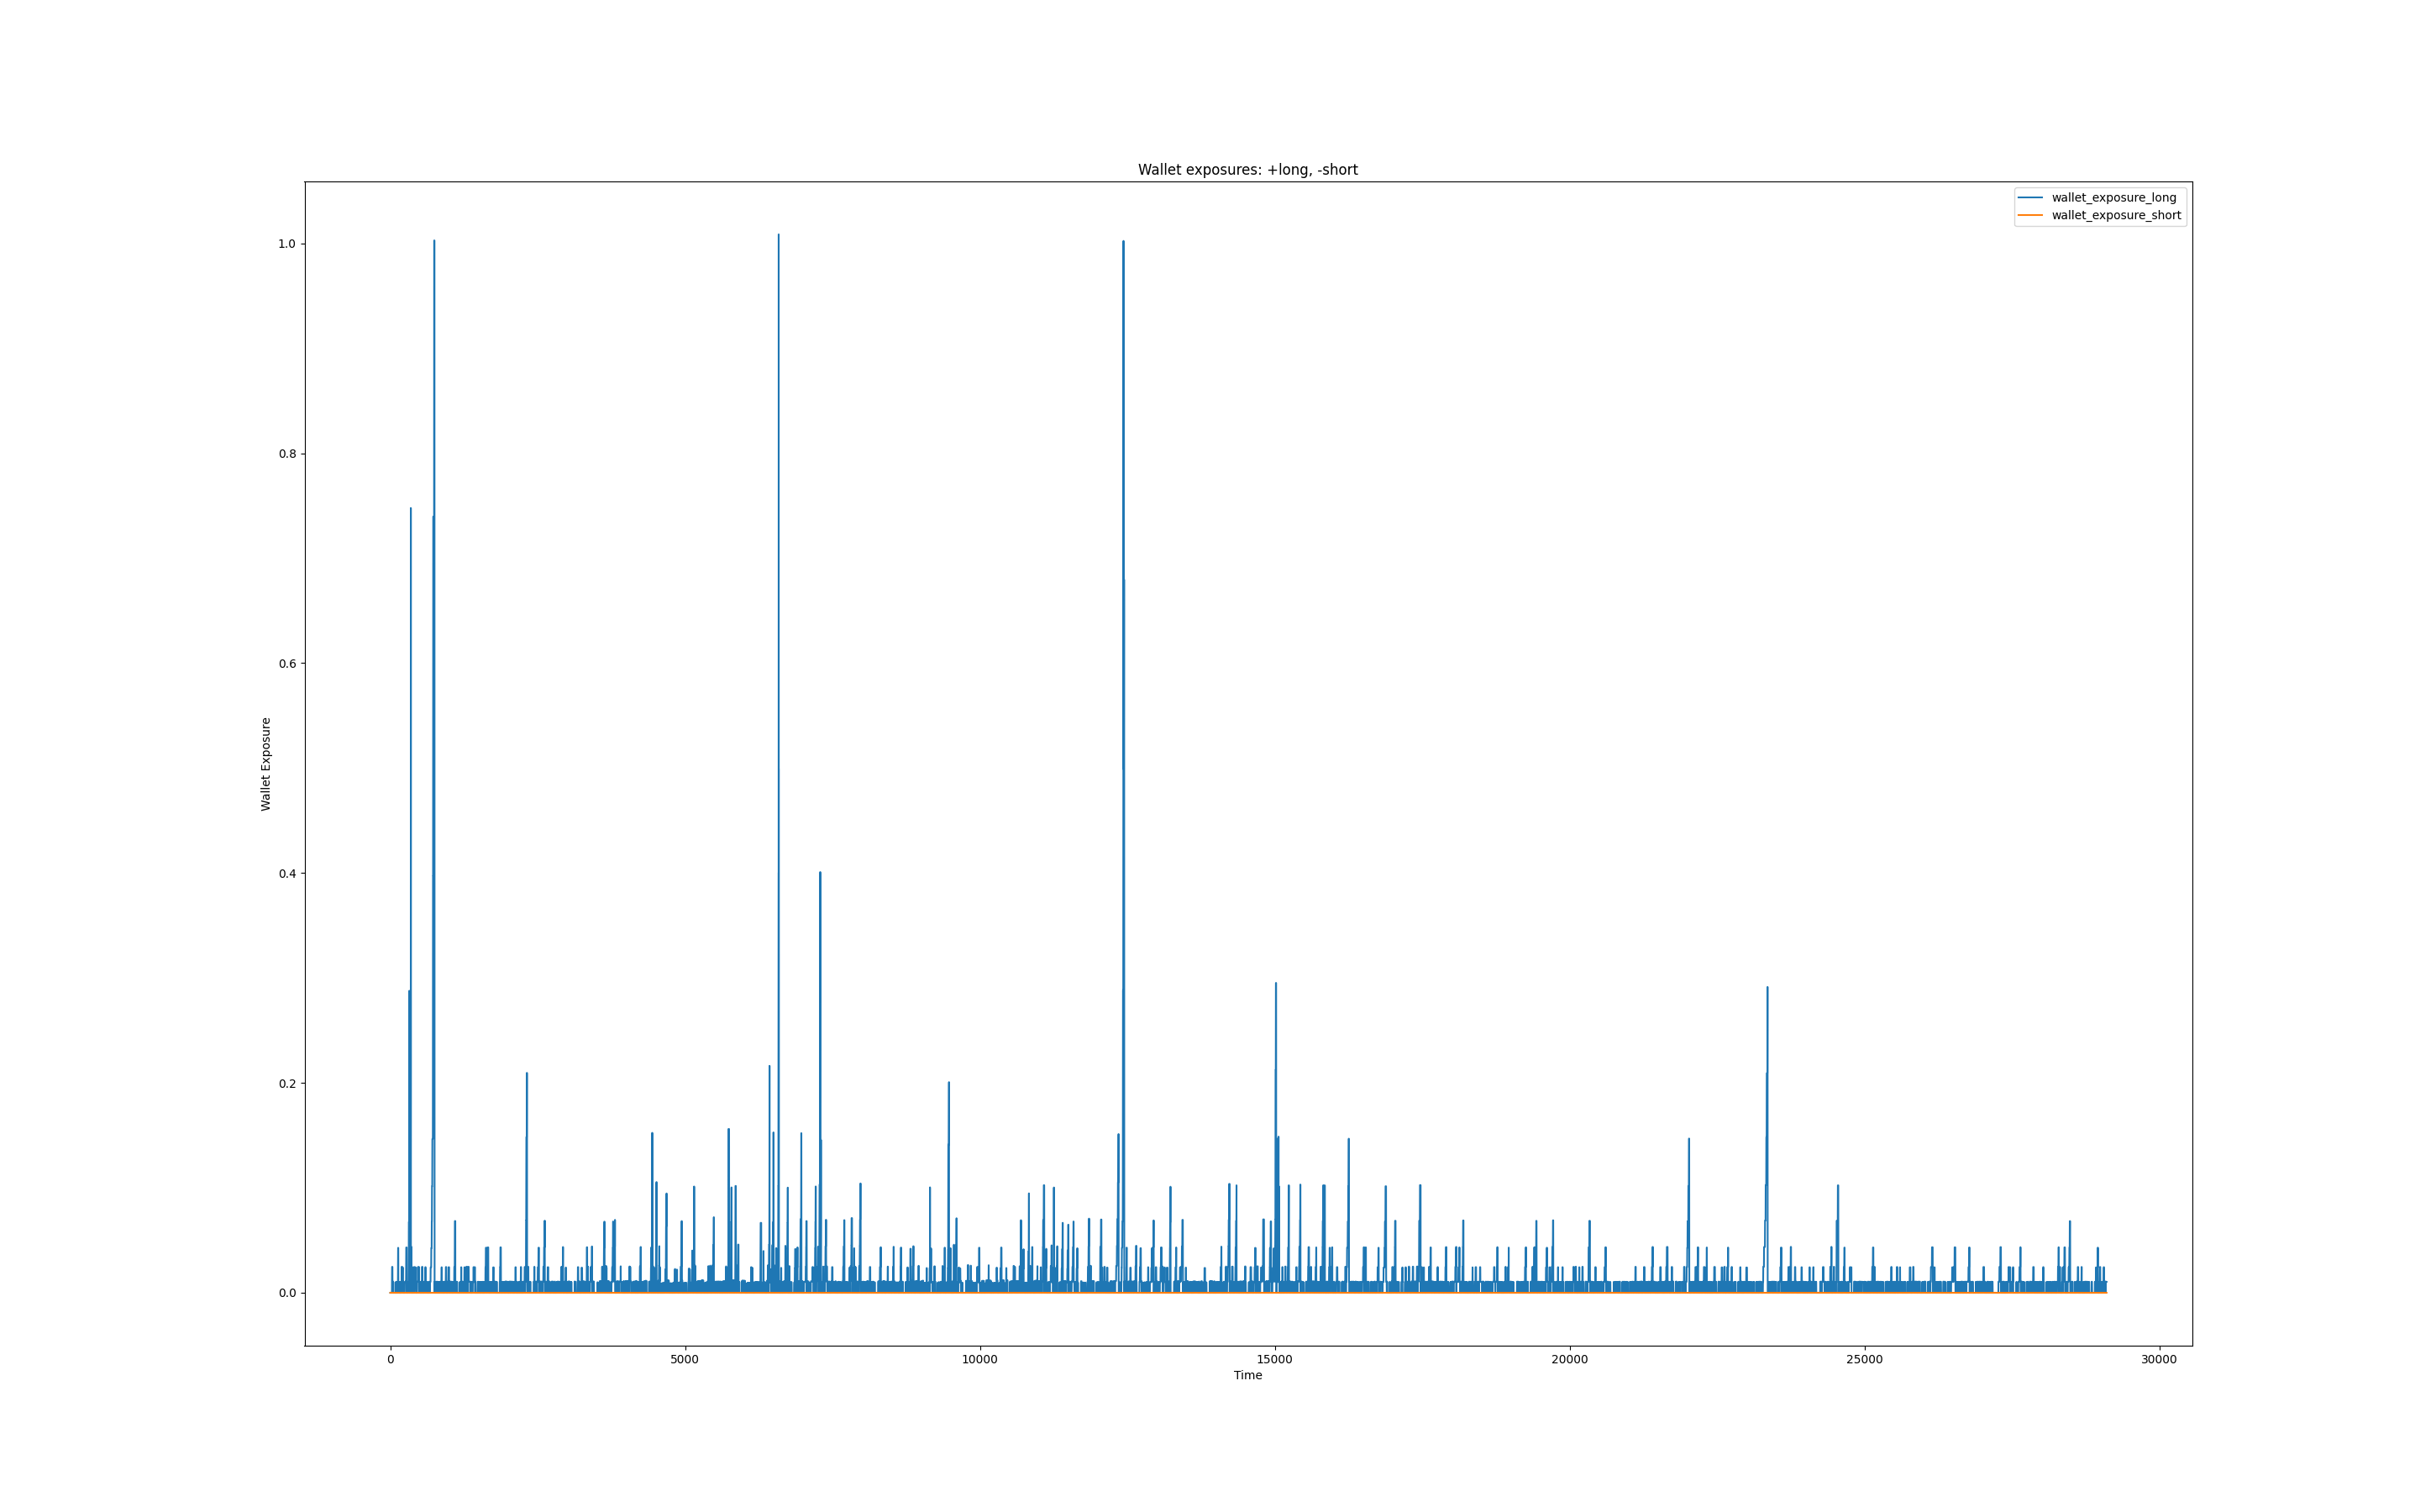 Wallet exposures: +long, -short
wallet_exposure_long
wallet_exposure_short
1.0
0.8
0.6
0.4
0.2
0.0
Wallet Exposure
0 5000 10000 15000 20000 25000 30000
Time